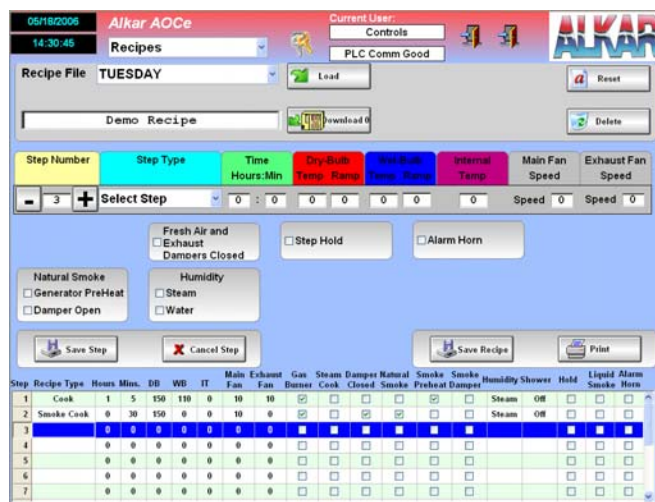 05/18/2006
14:30:45
Alkar AOCe
Recipes
Current User:
Controls
PLC Comm Good
ALKAR
Recipe File TUESDAY
Load
Reset
Demo Recipe
Download
Delete
Step Number Step Type Time Hours:Min Dry-Bulb Temp Ramp Wet-Bulb Temp Ramp Internal Temp Main Fan Speed Exhaust Fan Speed
- 3 + Select Step 0 : 0 0 0 0 0 0 Speed 0 Speed 0
Fresh Air and
Exhaust
Dampers Closed
Step Hold
Alarm Horn
Natural Smoke
Generator PreHeat
Damper Open
Humidity
Steam
Water
Save Step
Cancel Step
Save Recipe
Print
Step Recipe Type Hours Mins. DB WB IT Main Fan Exhaust Fan Gas Burner Steam Cook Damper Closed Natural Smoke Smoke Preheat Smoke Damper Humidity Shower Hold Liquid Smoke Alarm Horn
1 Cook 1 5 150 110 0 10 10 Steam Off
2 Smoke Cook 0 30 150 0 0 10 0 Steam Off
3 0 0 0 0 0 0 0
4 0 0 0 0 0 0 0
5 0 0 0 0 0 0 0
6 0 0 0 0 0 0 0
7 0 0 0 0 0 0 0